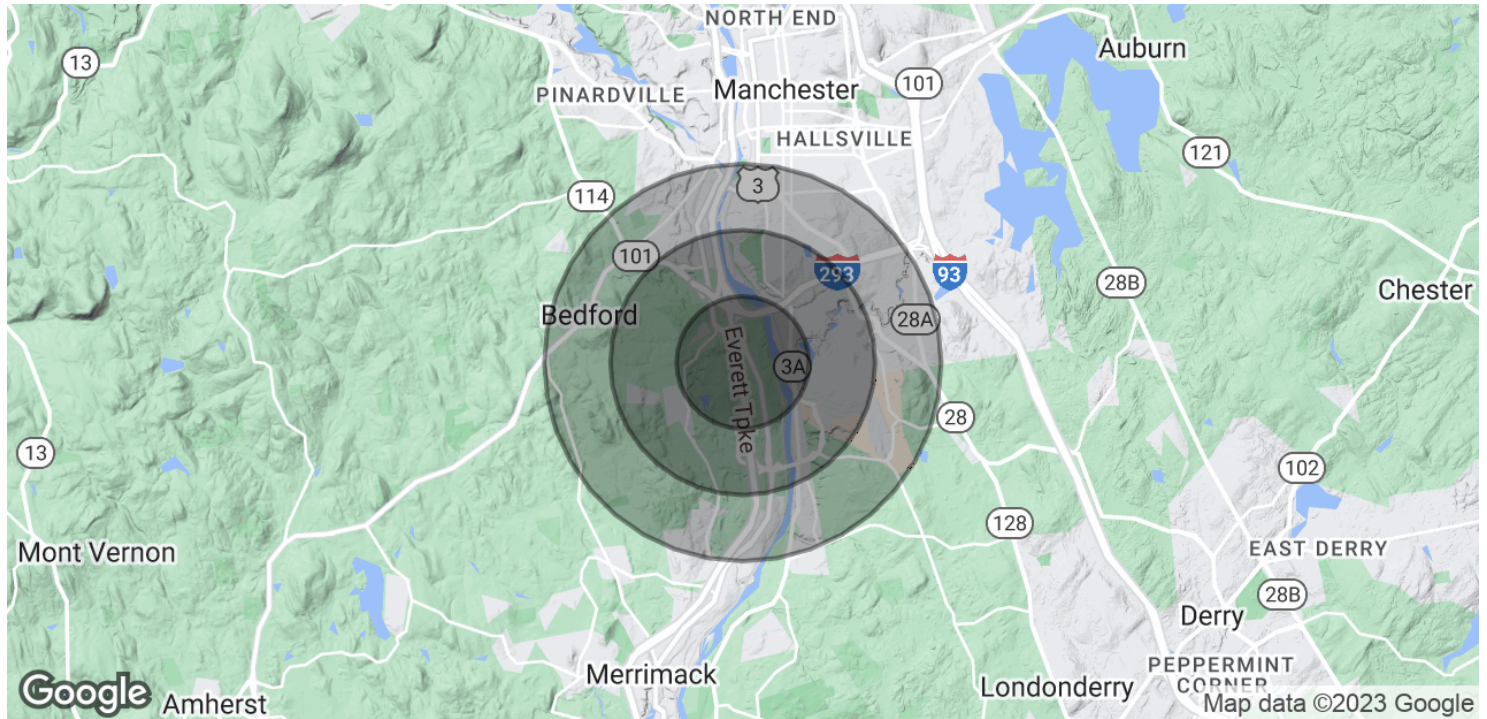 NORTH END
Auburn
13
101
PINARDVILLE
Manchester
HALLSVILLE
121
3
114
101
293
93
28B
Chester
Bedford
28A
Everett Tpke
3A
28
13
102
128
Mont Vernon
EAST DERRY
28B
Derry
Merrimack
PEPPERMINT
CORNER
Londonderry
Google
Amherst
Map data ©2023 Google